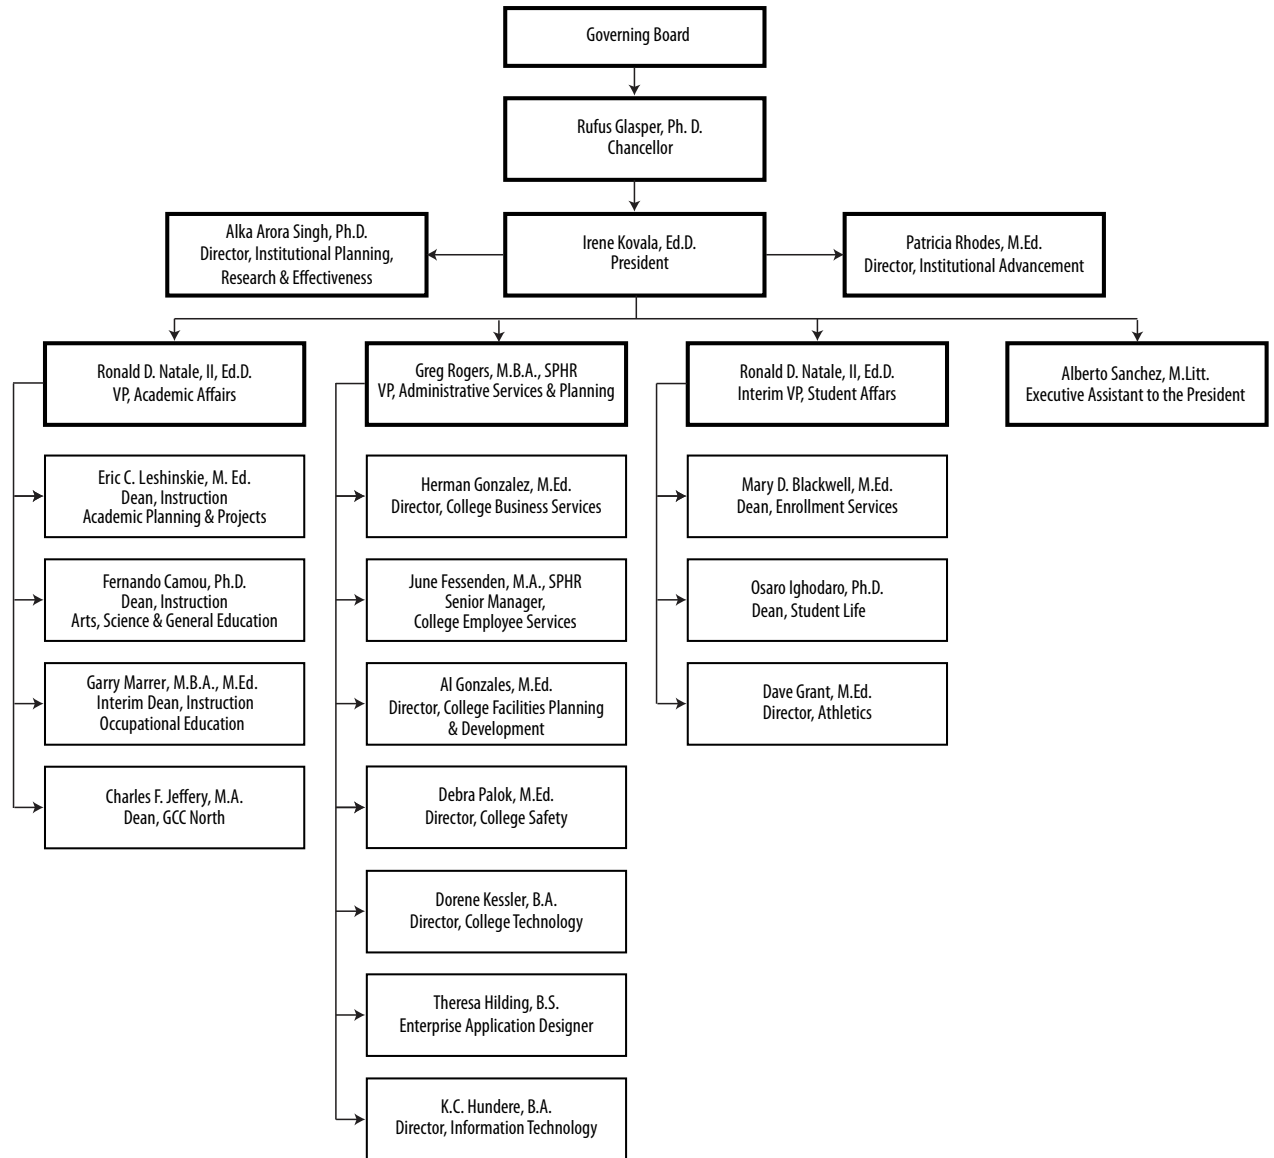 Governing Board
Rufus Glasper, Ph. D.
Chancellor
Alka Arora Singh, Ph.D.
Director, Institutional Planning,
Research & Effectiveness
Irene Kovala, Ed.D.
President
Patricia Rhodes, M.Ed.
Director, Institutional Advancement
Ronald D. Natale, II, Ed.D.
VP, Academic Affairs
Greg Rogers, M.B.A., SPHR
VP, Administrative Services & Planning
Ronald D. Natale, II, Ed.D.
Interim VP, Student Affars
Alberto Sanchez, M.Litt.
Executive Assistant to the President
Eric C. Leshinskie, M. Ed.
Dean, Instruction
Academic Planning & Projects
Fernando Camou, Ph.D.
Dean, Instruction
Arts, Science & General Education
Garry Marrer, M.B.A., M.Ed.
Interim Dean, Instruction
Occupational Education
Charles F. Jeffery, M.A.
Dean, GCC North
Herman Gonzalez, M.Ed.
Director, College Business Services
June Fessenden, M.A., SPHR
Senior Manager,
College Employee Services
Al Gonzales, M.Ed.
Director, College Facilities Planning
& Development
Debra Palok, M.Ed.
Director, College Safety
Dorene Kessler, B.A.
Director, College Technology
Theresa Hilding, B.S.
Enterprise Application Designer
K.C. Hundere, B.A.
Director, Information Technology
Mary D. Blackwell, M.Ed.
Dean, Enrollment Services
Osaro Ighodaro, Ph.D.
Dean, Student Life
Dave Grant, M.Ed.
Director, Athletics